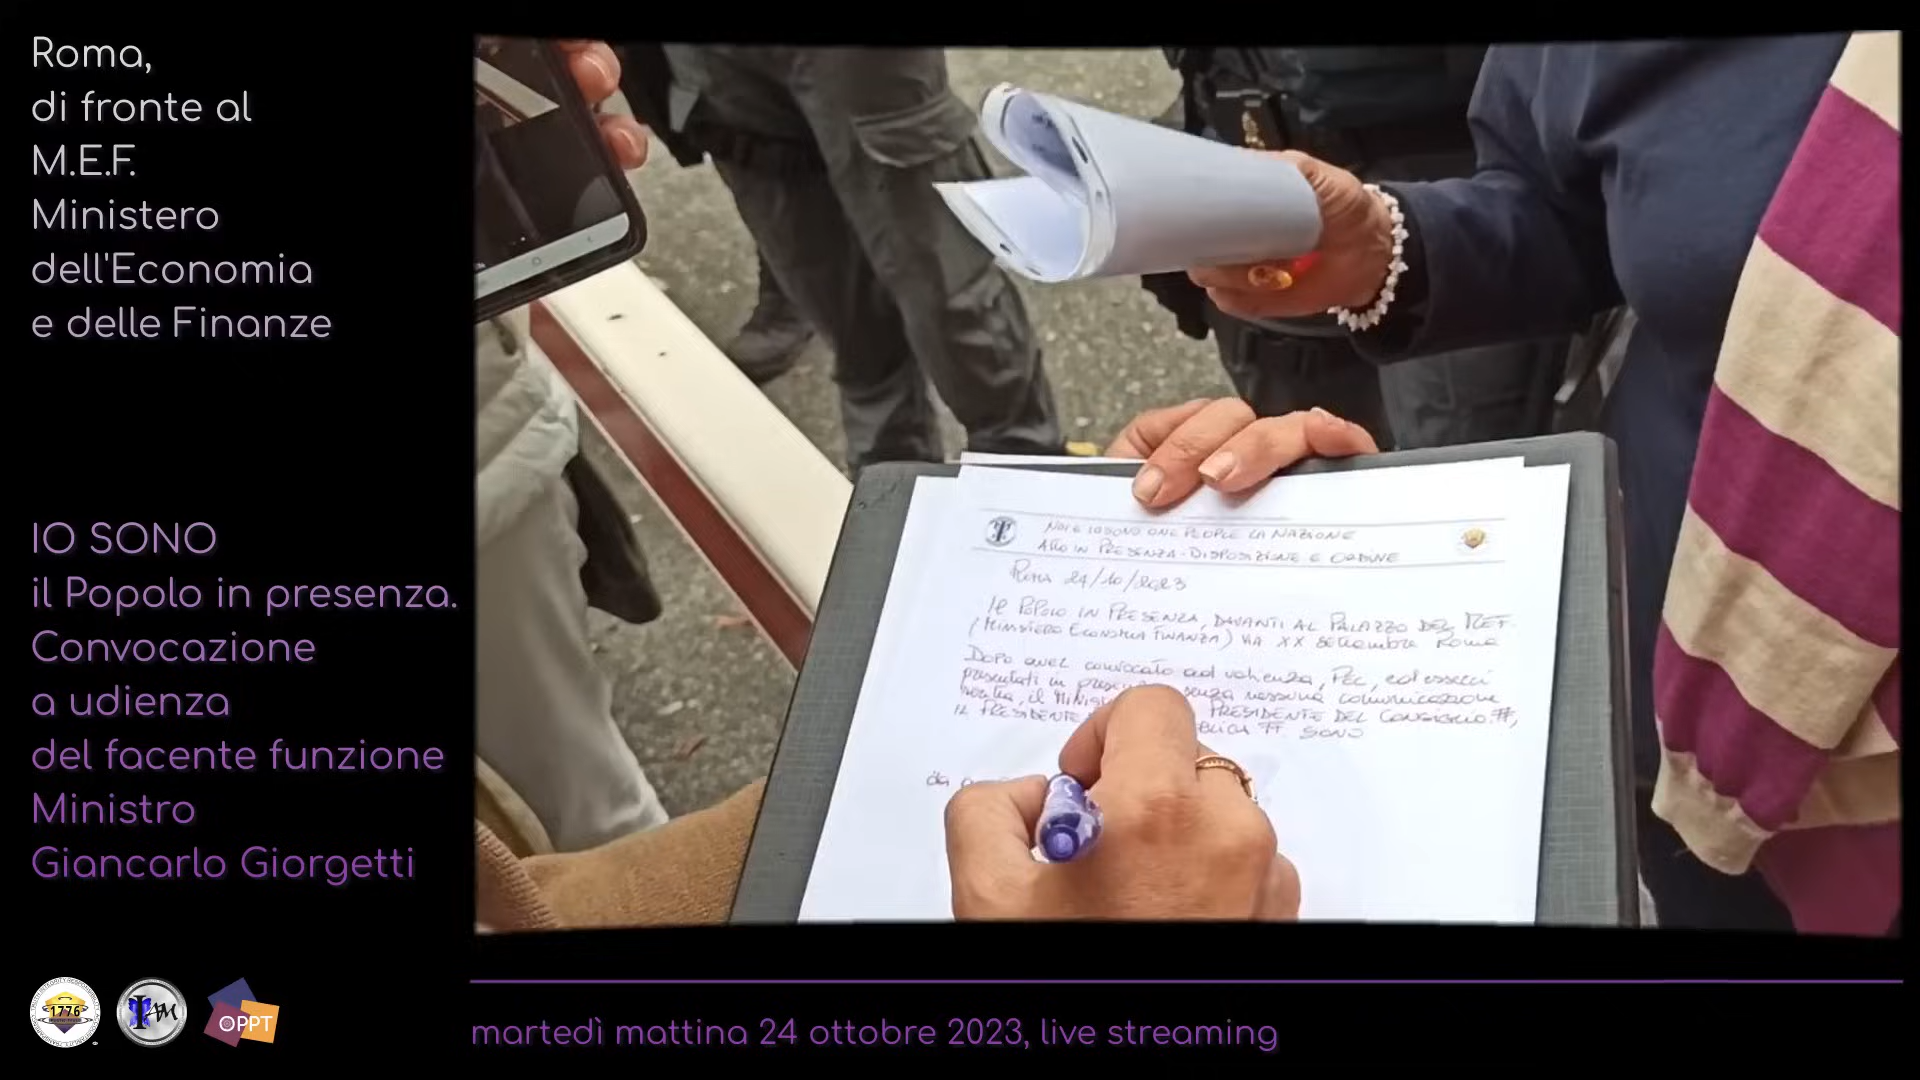 Roma,
di fronte al
M.E.F.
Ministero
dell'Economia
e delle Finanze
IO SONO
il Popolo in presenza.
Convocazione
a udienza
del facente funzione
Ministro
Giancarlo Giorgetti
NOI E IO SONO ONE PEOPLE LA NAZIONE
ATTO IN PRESENZA - DISPOSIZIONE E ORDINE
ROMA 24/10/2023
IL POPOLO IN PRESENZA, DAVANTI AL PALAZZO DEL MEF
(MINISTERO ECONOMIA FINANZA) VIA XX Settembre Roma
Dopo aver convocato ad udienza, PEC, ed esserci
presentati in senza nessuna comunicazione
il PRESIDENTE DEL CONSIGLIO #,
IL PRESIDENTE # SIONO
da
1776
I AM
OPPT
martedì mattina 24 ottobre 2023, live streaming